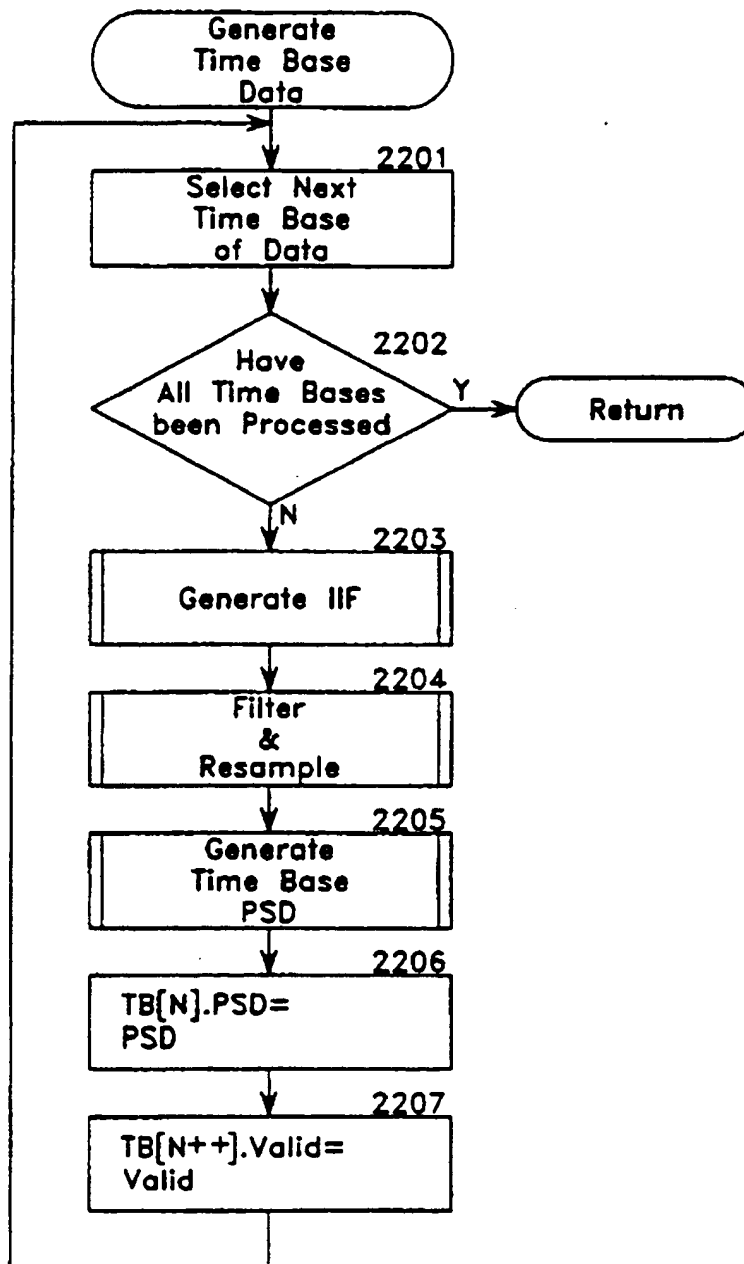 Generate
Time Base
Data
2201
Select Next
Time Base
of Data
2202
Have
All Time Bases
been Processed
Y
Return
N
2203
Generate IIF
2204
Filter
&
Resample
2205
Generate
Time Base
PSD
2206
TB[N].PSD=
PSD
2207
TB[N++].Valid=
Valid